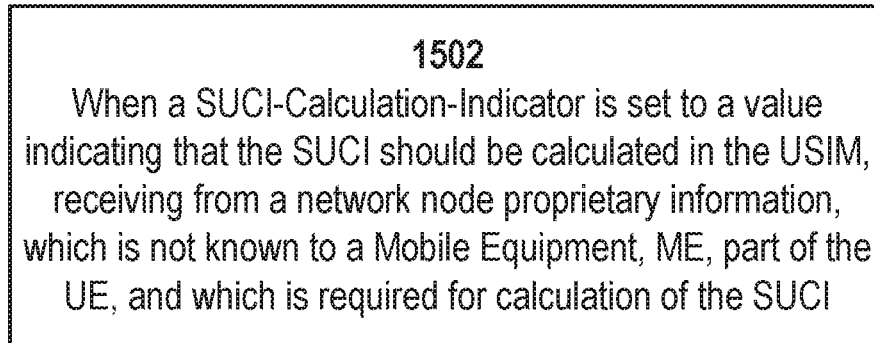 1502
When a SUCI-Calculation-Indicator is set to a value
indicating that the SUCI should be calculated in the USIM,
receiving from a network node proprietary information,
which is not known to a Mobile Equipment, ME, part of the
UE, and which is required for calculation of the SUCI